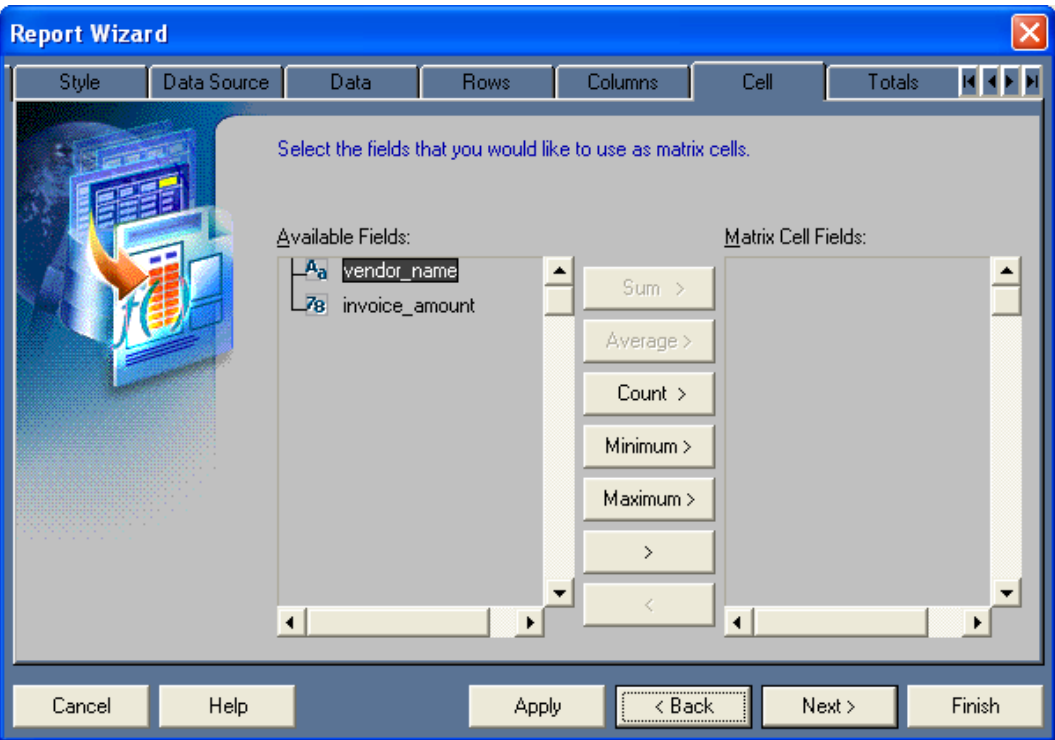 Report Wizard
Style Data Source Data Rows Columns Cell Totals
Select the fields that you would like to use as matrix cells.
Available Fields: Matrix Cell Fields:
Aa vendor_name
78 invoice_amount
Sum >
Average >
Count >
Minimum >
Maximum >
>
<
Cancel Help Apply < Back Next > Finish